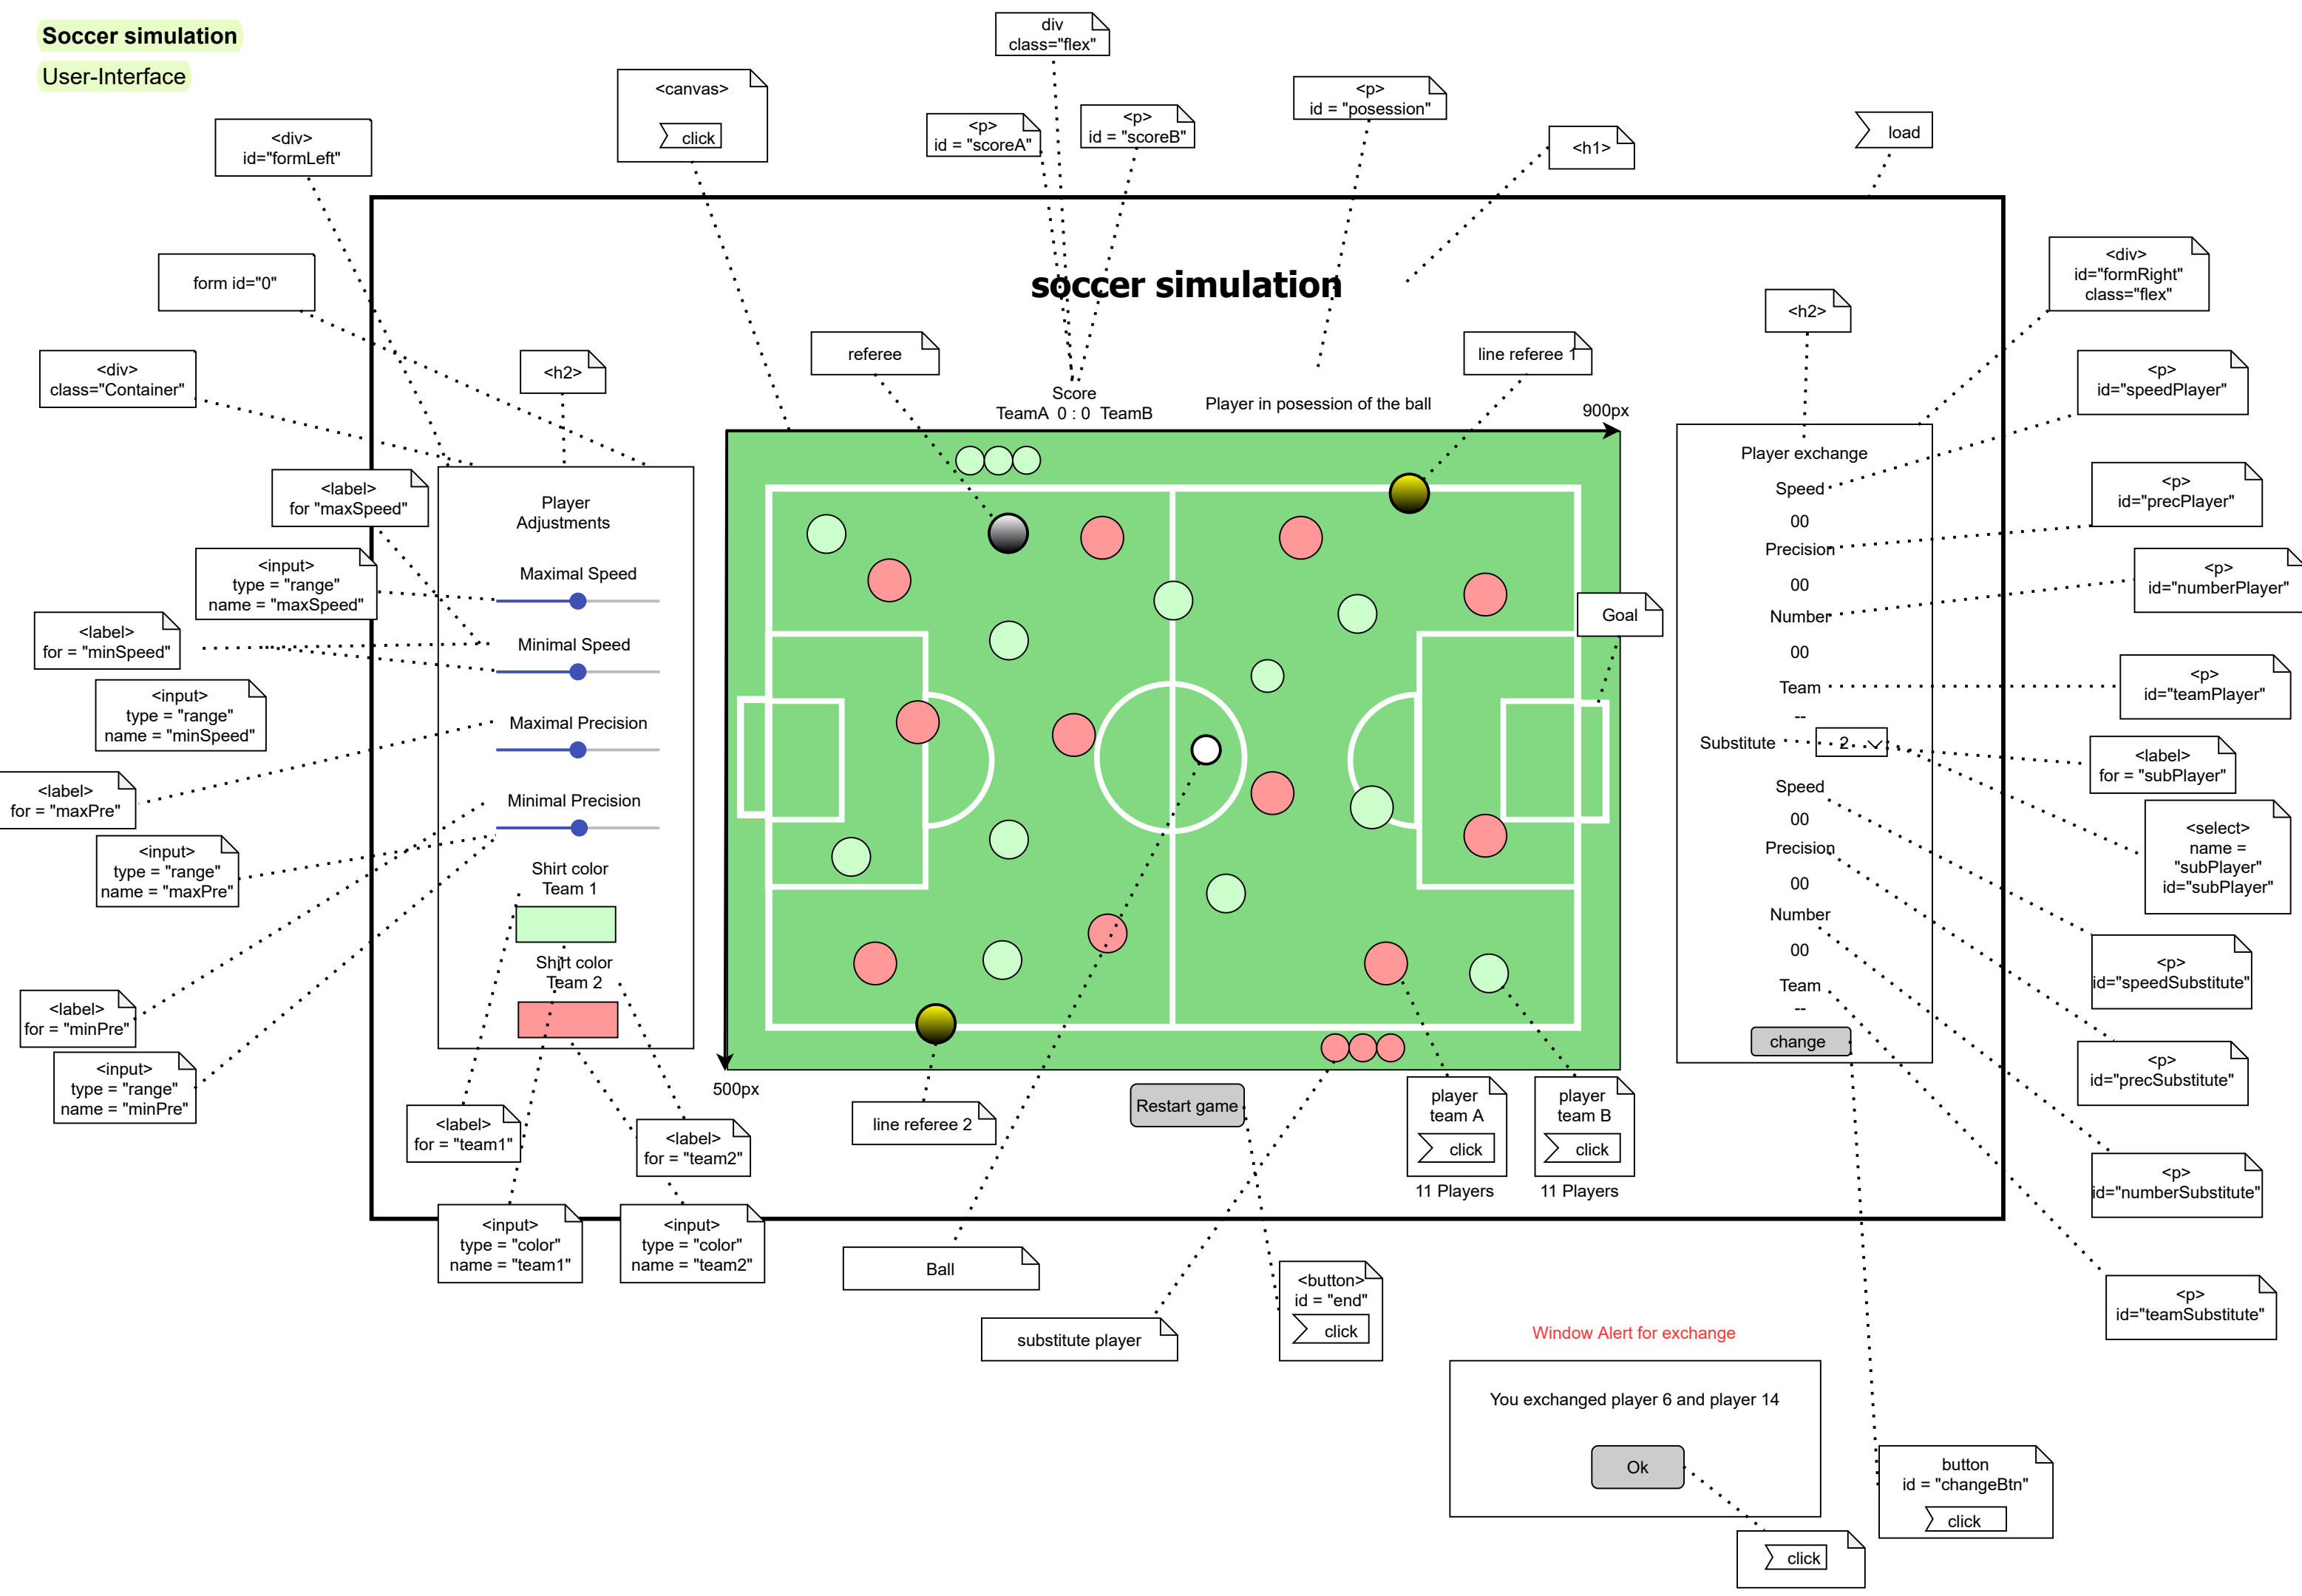 Soccer simulation
User-Interface
div
class="flex"
<canvas>
click
<p>
id = "scoreA"
<p>
id = "scoreB"
<p>
id = "posession"
<h1>
load
<div>
id="formLeft"
form id="0"
<div>
class="Container"
<h2>
soccer simulation
referee
line referee 1
<h2>
<div>
id="formRight"
class="flex"
Score
TeamA 0 : 0 TeamB
Player in posession of the ball
900px
500px
<label>
for "maxSpeed"
<input>
type = "range"
name = "maxSpeed"
<label>
for = "minSpeed"
<input>
type = "range"
name = "minSpeed"
<label>
for = "maxPre"
<input>
type = "range"
name = "maxPre"
<label>
for = "minPre"
<input>
type = "range"
name = "minPre"
Player
Adjustments
Maximal Speed
Minimal Speed
Maximal Precision
Minimal Precision
Shirt color
Team 1
Shirt color
Team 2
<label>
for = "team1"
<label>
for = "team2"
<input>
type = "color"
name = "team1"
<input>
type = "color"
name = "team2"
Goal
line referee 2
Restart game
player
team A
click
11 Players
player
team B
click
11 Players
Ball
substitute player
<button>
id = "end"
click
Player exchange
Speed
00
Precision
00
Number
00
Team
--
Substitute
2
Speed
00
Precision
00
Number
00
Team
--
change
<p>
id="speedPlayer"
<p>
id="precPlayer"
<p>
id="numberPlayer"
<p>
id="teamPlayer"
<label>
for = "subPlayer"
<select>
name =
"subPlayer"
id="subPlayer"
<p>
id="speedSubstitute"
<p>
id="precSubstitute"
<p>
id="numberSubstitute"
<p>
id="teamSubstitute"
Window Alert for exchange
You exchanged player 6 and player 14
Ok
click
button
id = "changeBtn"
click